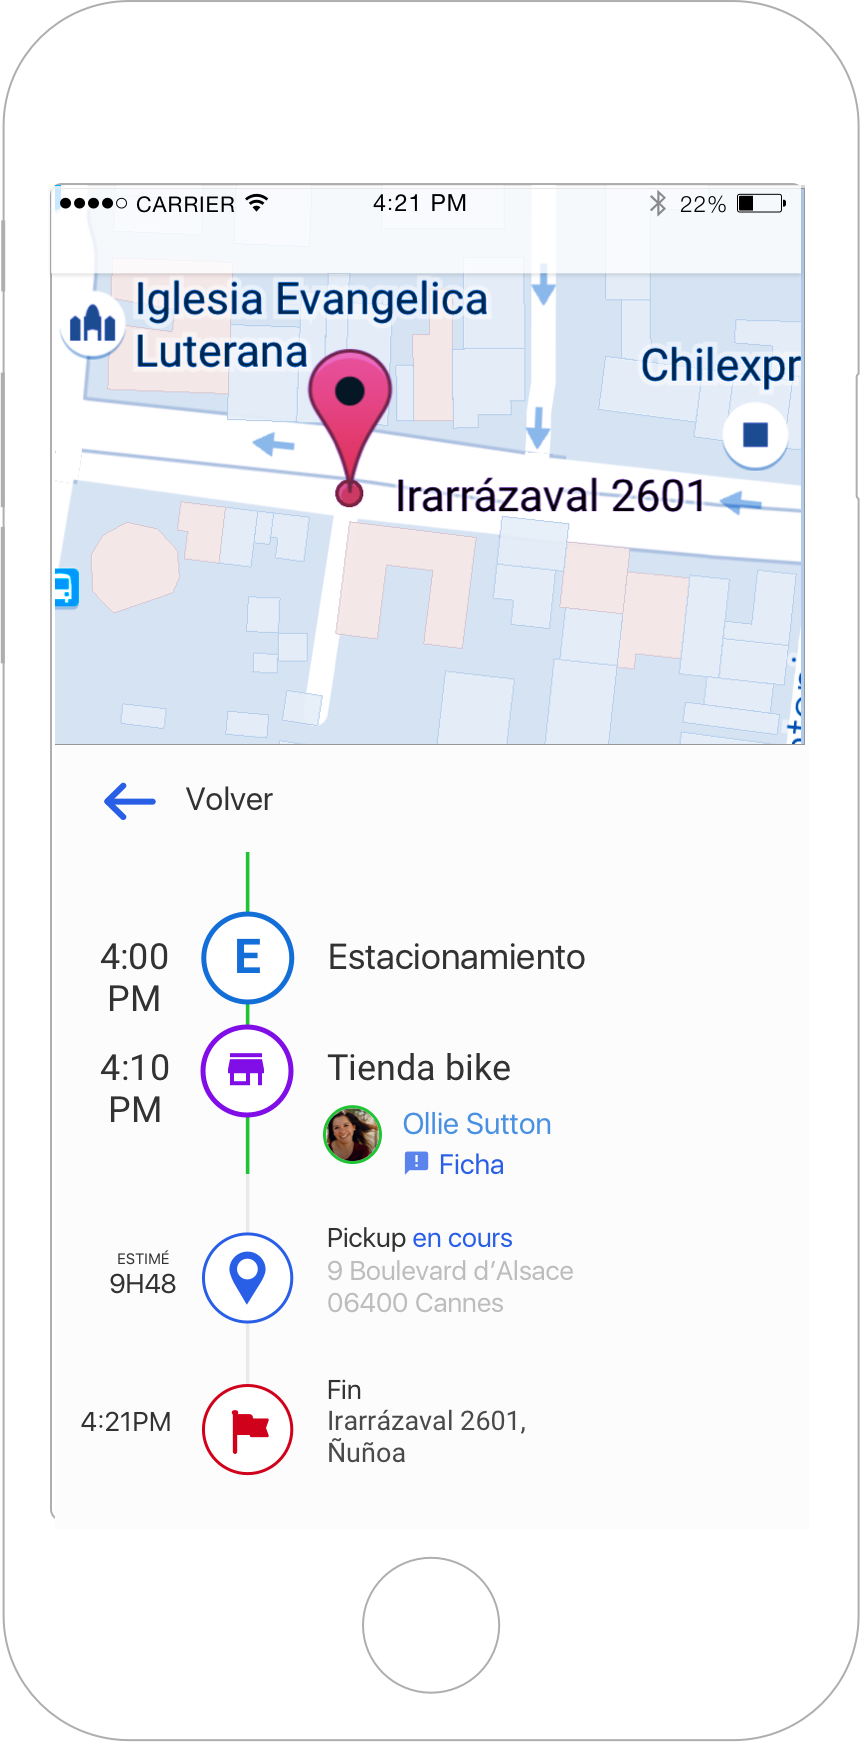 CARRIER 4:21 PM 22%
Iglesia Evangelica
Luterana
Chilexpr
Irarrázaval 2601
Volver
4:00
PM
E
Estacionamiento
4:10
PM
Tienda bike
Ollie Sutton
Ficha
ESTIMÉ
9H48
Pickup en cours
9 Boulevard d’Alsace
06400 Cannes
4:21PM
Fin
Irarrázaval 2601,
Ñuñoa